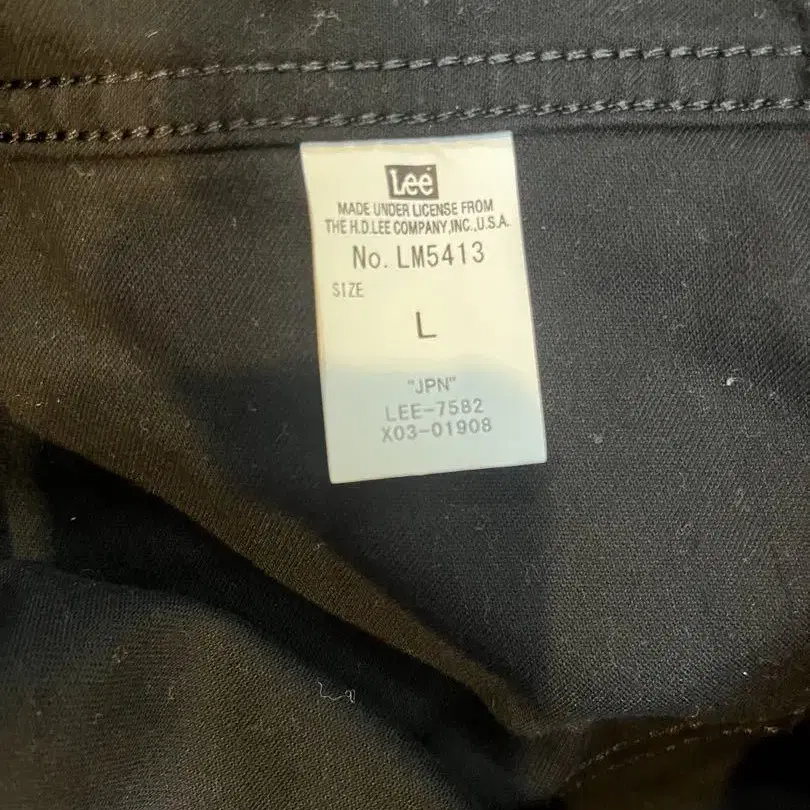 Lee
MADE UNDER LICENSE FROM
THE H.D.LEE COMPANY,INC.,U.S.A.
No. LM5413
SIZE
L
"JPN"
LEE-7582
X03-01908